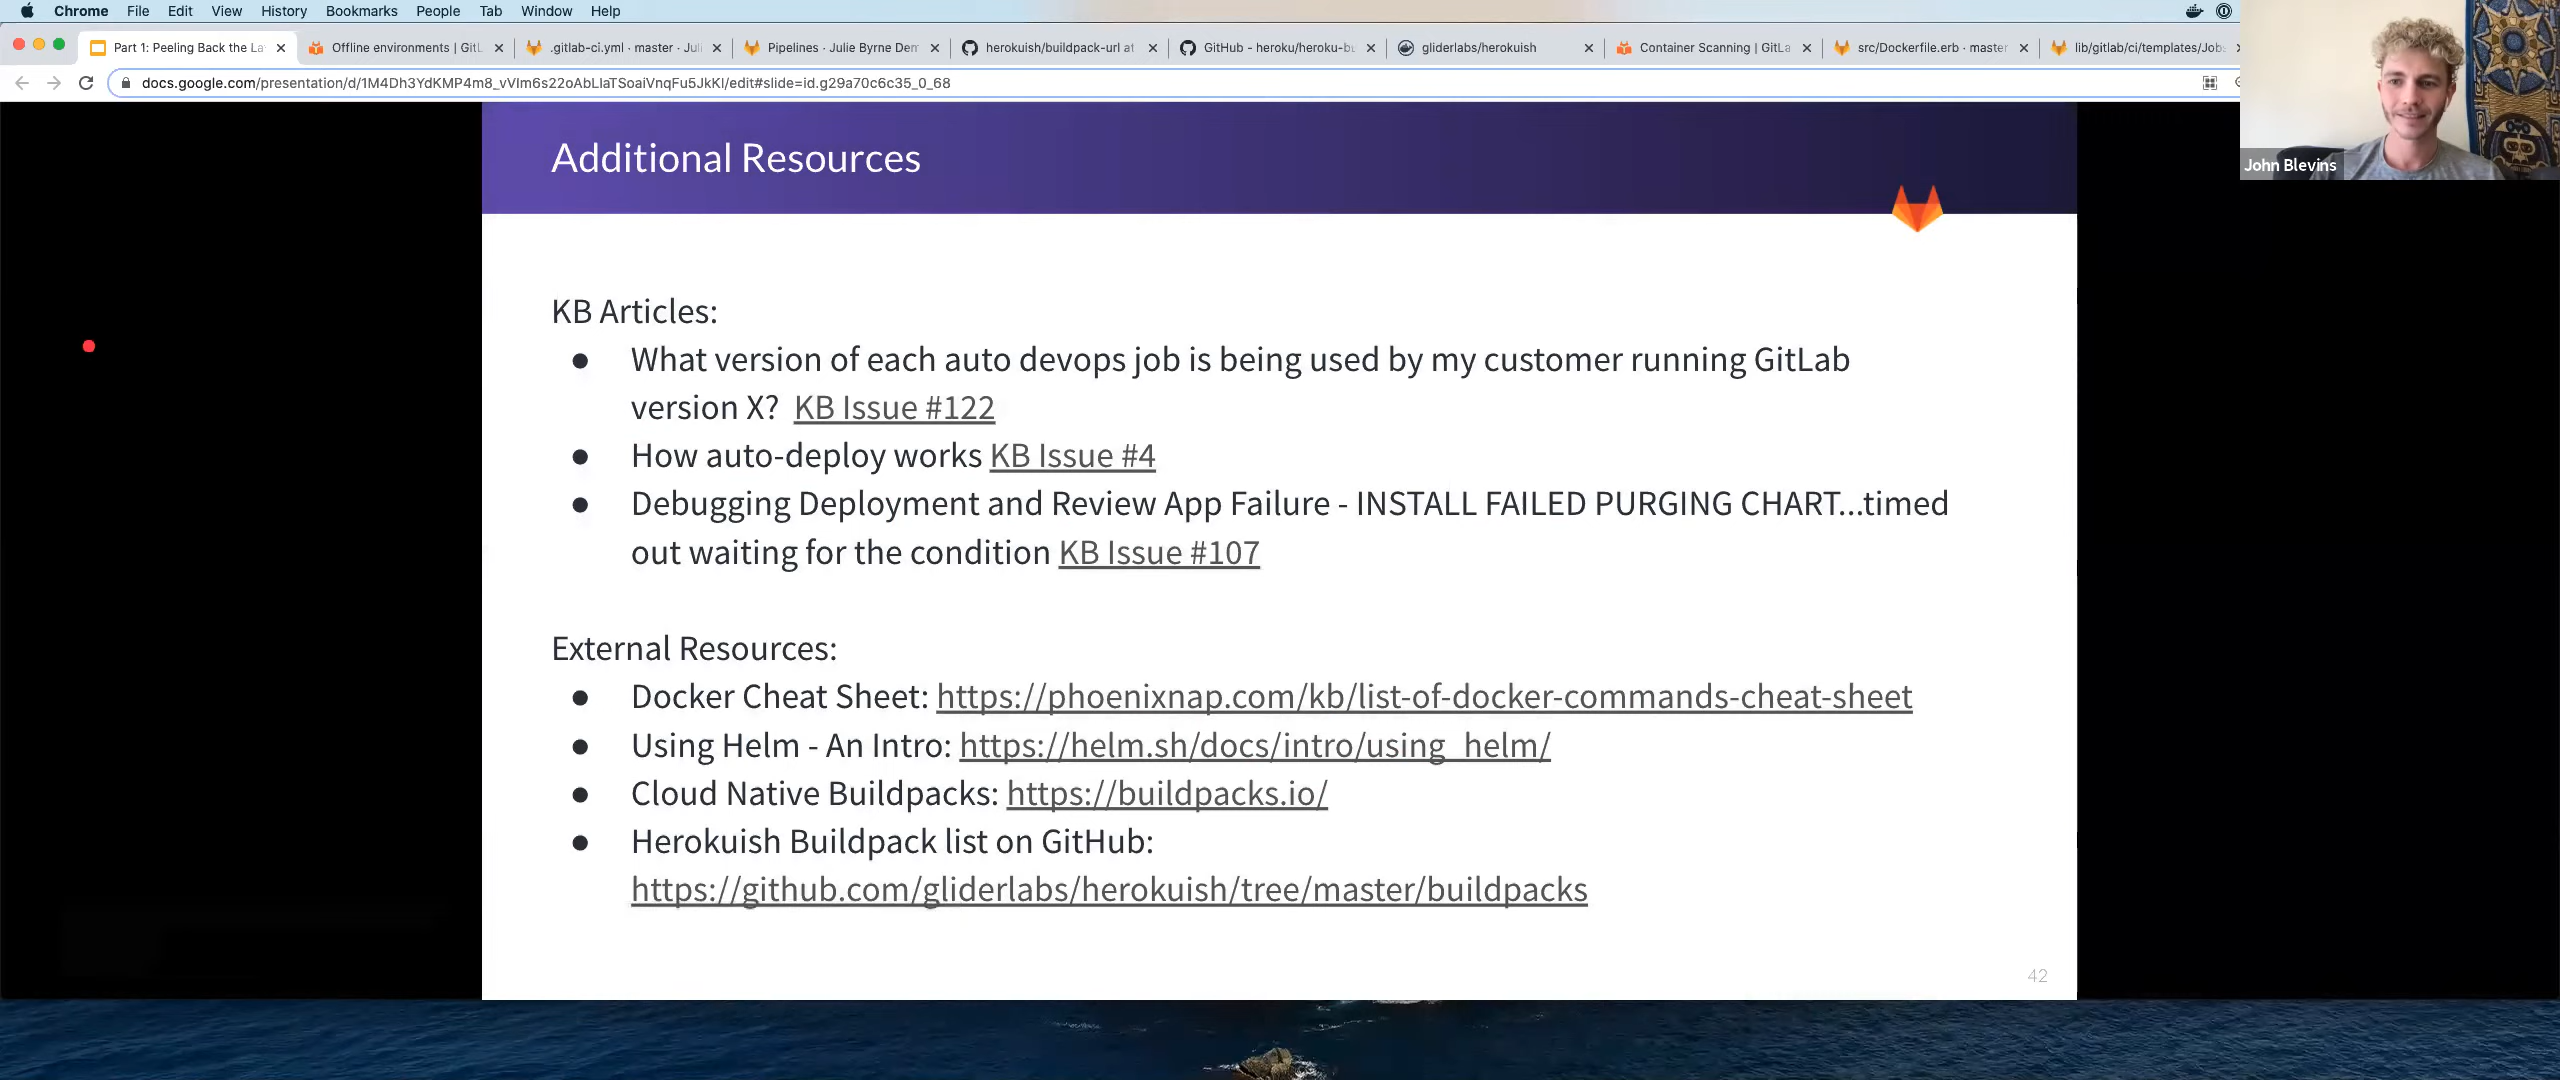 Chrome File Edit View History Bookmarks People Tab Window Help
Part 1: Peeling Back the La
Offline environments | GitL
.gitlab-ci.yml · master · Juli
Pipelines · Julie Byrne Dem
herokuish/buildpack-url at
GitHub - heroku/heroku-bu
gliderlabs/herokuish
Container Scanning | GitLa
src/Dockerfile.erb · master
lib/gitlab/ci/templates/Jobs
docs.google.com/presentation/d/1M4Dh3YdKMP4m8_vVIm6s22oAbLIaTSoaiVnqFu5JkKI/edit#slide=id.g29a70c6c35_0_68
John Blevins
Additional Resources
KB Articles:
● What version of each auto devops job is being used by my customer running GitLab
version X? KB Issue #122
● How auto-deploy works KB Issue #4
● Debugging Deployment and Review App Failure - INSTALL FAILED PURGING CHART...timed
out waiting for the condition KB Issue #107
External Resources:
● Docker Cheat Sheet: https://phoenixnap.com/kb/list-of-docker-commands-cheat-sheet
● Using Helm - An Intro: https://helm.sh/docs/intro/using_helm/
● Cloud Native Buildpacks: https://buildpacks.io/
● Herokuish Buildpack list on GitHub:
https://github.com/gliderlabs/herokuish/tree/master/buildpacks
42